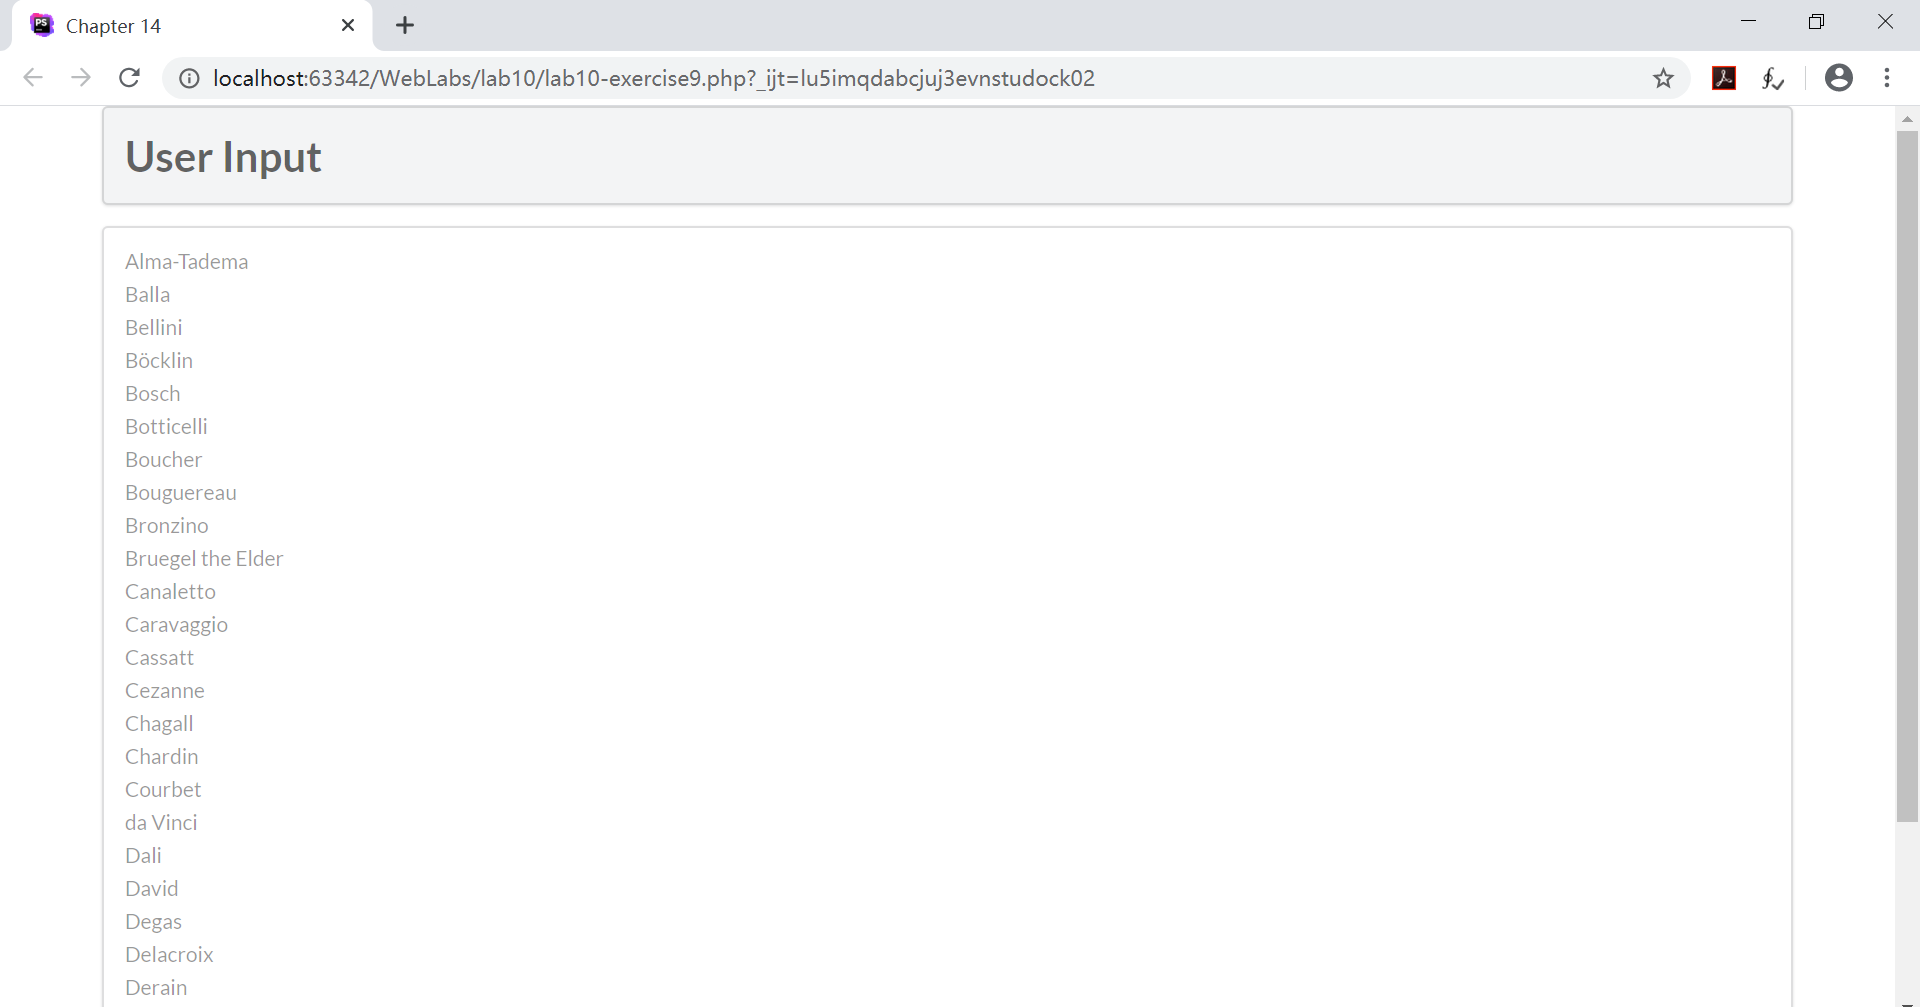 Chapter 14
localhost:63342/WebLabs/lab10/lab10-exercise9.php?_ijt=lu5imqdabcjuj3evnstudock02
User Input
Alma-Tadema
Balla
Bellini
Böcklin
Bosch
Botticelli
Boucher
Bouguereau
Bronzino
Bruegel the Elder
Canaletto
Caravaggio
Cassatt
Cezanne
Chagall
Chardin
Courbet
da Vinci
Dali
David
Degas
Delacroix
Derain